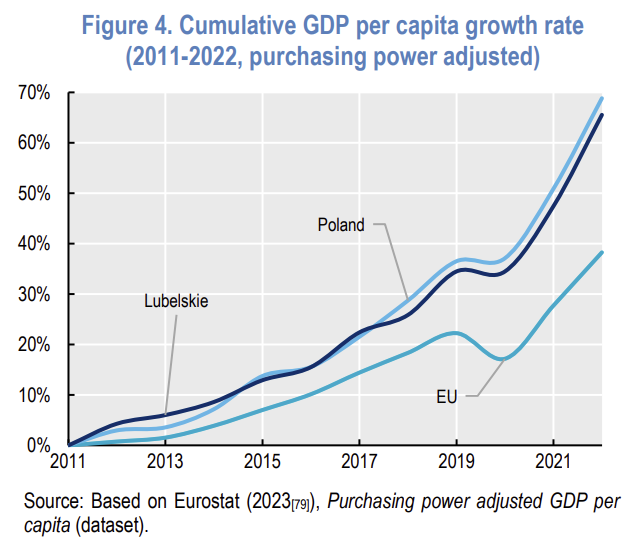 Figure 4. Cumulative GDP per capita growth rate
(2011-2022, purchasing power adjusted)
70%
60%
50%
40%
30%
20%
10%
0%
Poland
Lubelskie
EU
2011
2013
2015
2017
2019
2021
Source: Based on Eurostat (2023[79]), Purchasing power adjusted GDP per
capita (dataset).